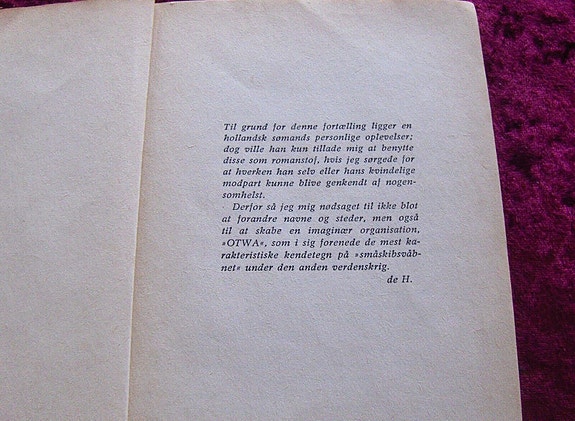 Til grund for denne fortælling ligger en
hollandsk sømands personlige oplevelser;
dog ville han kun tillade mig at benytte
disse som romanstof, hvis jeg sørgede for
at hverken han selv eller hans kvindelige
modpart kunne blive genkendt af nogen-
somhelst.
Derfor så jeg mig nødsaget til ikke blot
at forandre navne og steder, men også
til at skabe en imaginær organisation,
»OTWA«, som i sig forenede de mest ka-
rakteristiske kendetegn på »småskibsvåb-
net« under den anden verdenskrig.
de H.